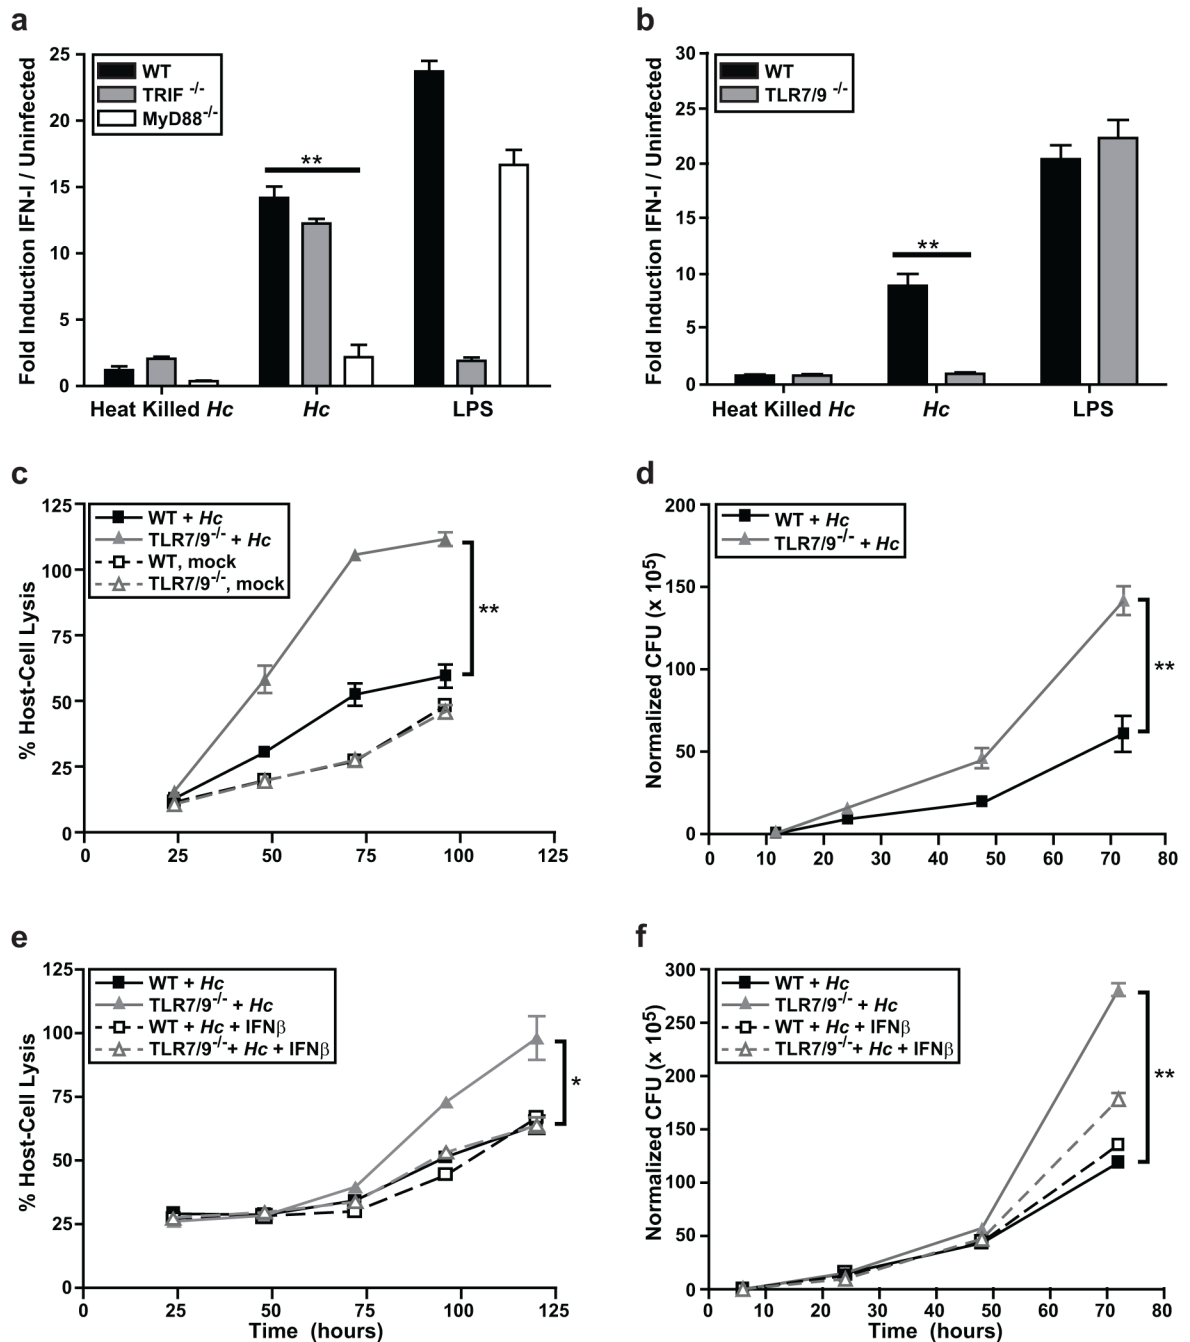 a
Fold Induction IFN-I / Uninfected
25
20
15
10
5
0
WT
TRIF -/-
MyD88-/-
**
Heat Killed Hc
Hc
LPS
b
Fold Induction IFN-I / Uninfected
30
25
20
15
10
5
0
WT
TLR7/9 -/-
**
Heat Killed Hc
Hc
LPS
c
% Host-Cell Lysis
125
100
75
50
25
0
WT + Hc
TLR7/9-/- + Hc
WT, mock
TLR7/9-/-, mock
**
0 25 50 75 100 125
d
Normalized CFU (x 105)
200
150
100
50
0
WT + Hc
TLR7/9-/- + Hc
**
0 10 20 30 40 50 60 70 80
e
% Host-Cell Lysis
125
100
75
50
25
0
WT + Hc
TLR7/9-/- + Hc
WT + Hc + IFNβ
TLR7/9-/- + Hc + IFNβ
*
0 25 50 75 100 125
Time (hours)
f
Normalized CFU (x 105)
300
250
200
150
100
50
0
WT + Hc
TLR7/9-/- + Hc
WT + Hc + IFNβ
TLR7/9-/- + Hc + IFNβ
**
0 10 20 30 40 50 60 70 80
Time (hours)